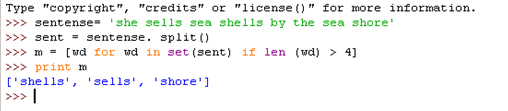 Type "copyright", "credits" or "license()" for more information.
>>> sentense= 'she sells sea shells by the sea shore'
>>> sent = sentense. split()
>>> m = [wd for wd in set(sent) if len (wd) > 4]
>>> print m
['shells', 'sells', 'shore']
>>>